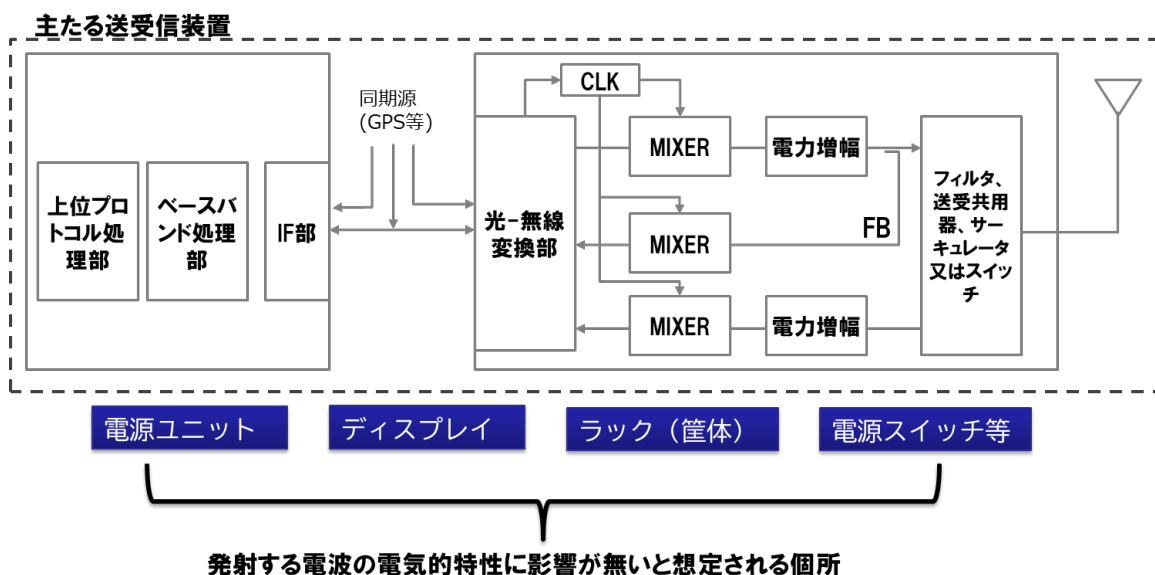 主たる送受信装置
同期源
(GPS等)
上位プロ
トコル処
理部
ベースバ
ンド処理
部
IF部
CLK
光-無線
変換部
MIXER
電力増幅
MIXER
FB
MIXER
電力増幅
フィルタ、
送受共用
器、サー
キュレータ
又はスイッ
チ
電源ユニット
ディスプレイ
ラック（筐体）
電源スイッチ等
発射する電波の電気的特性に影響が無いと想定される個所